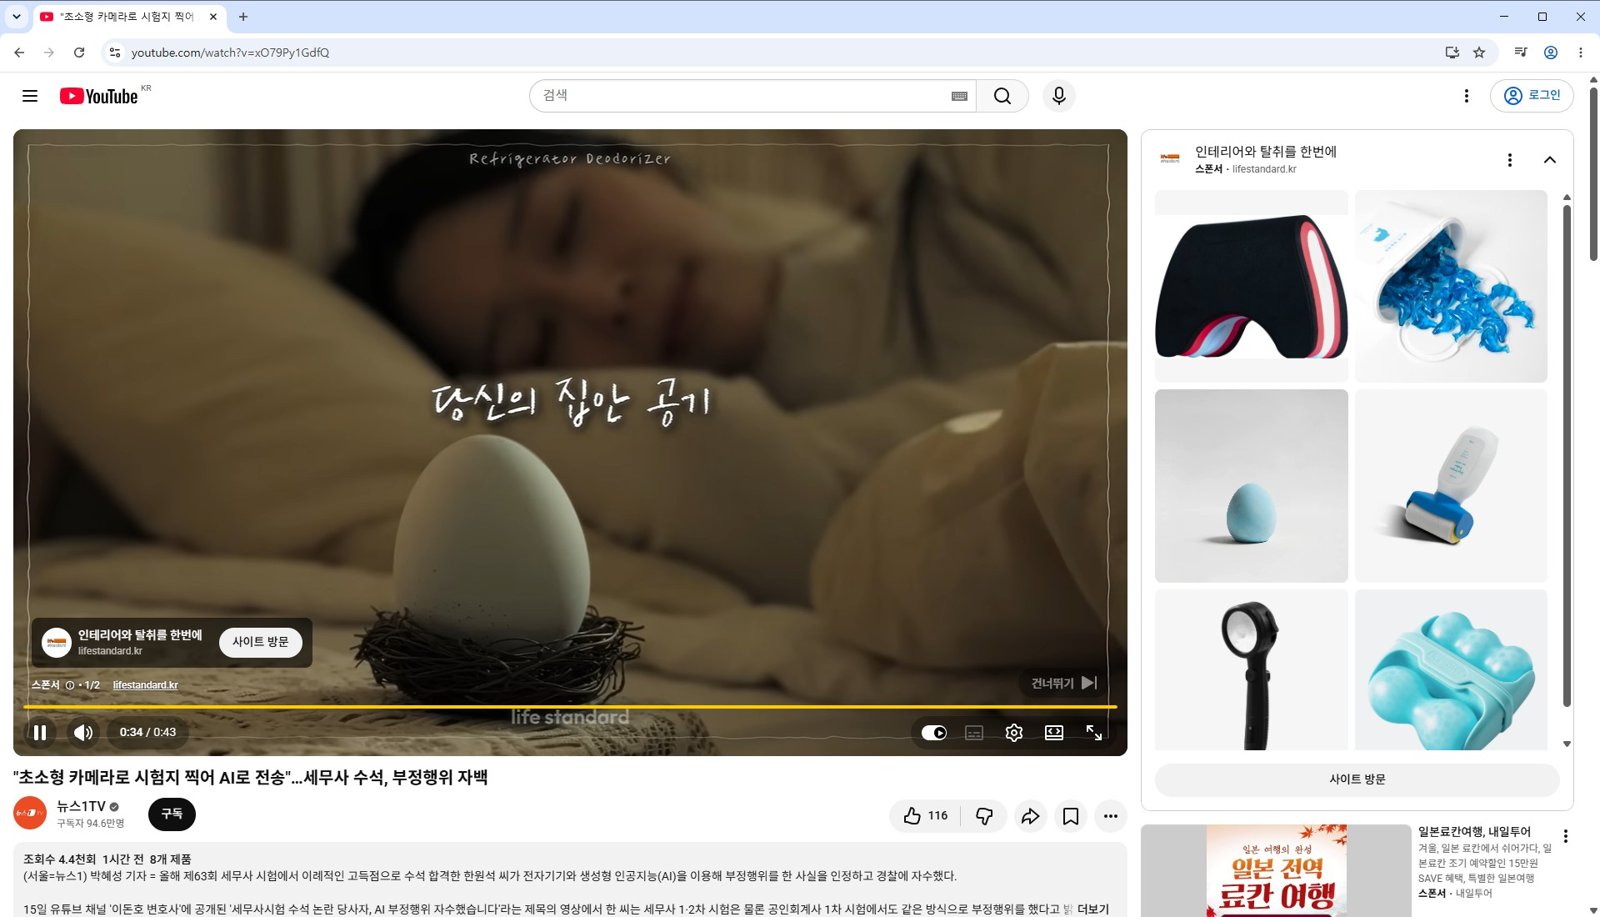 "초소형 카메라로 시험지 찍어
youtube.com/watch?v=xO79Py1GdfQ
YouTube KR
검색
로그인
Refrigerator Deodorizer
당신의 집안 공기
인테리어와 탈취를 한번에
lifestandard.kr
사이트 방문
스폰서 · 1/2 lifestandard.kr
건너뛰기
life standard
0:34 / 0:43
"초소형 카메라로 시험지 찍어 AI로 전송"...세무사 수석, 부정행위 자백
뉴스1TV
구독자 94.6만명
구독
116
조회수 4.4천회 1시간 전 8개 제품
(서울=뉴스1) 박혜성 기자 = 올해 제63회 세무사 시험에서 이례적인 고득점으로 수석 합격한 한원석 씨가 전자기기와 생성형 인공지능(AI)을 이용해 부정행위를 한 사실을 인정하고 경찰에 자수했다.
15일 유튜브 채널 '이돈호 변호사'에 공개된 '세무사시험 수석 논란 당사자, AI 부정행위 자수했습니다'라는 제목의 영상에서 한 씨는 세무사 1·2차 시험은 물론 공인회계사 1차 시험에서도 같은 방식으로 부정행위를 했다고 밝 더보기
인테리어와 탈취를 한번에
스폰서 · lifestandard.kr
사이트 방문
일본 여행의 완성
일본 전역
료칸 여행
일본료칸여행, 내일투어
겨울, 일본 료칸에서 쉬어가다, 일
본료칸 조기 예약할인 15만원
SAVE 혜택, 특별한 일본여행
스폰서 · 내일투어